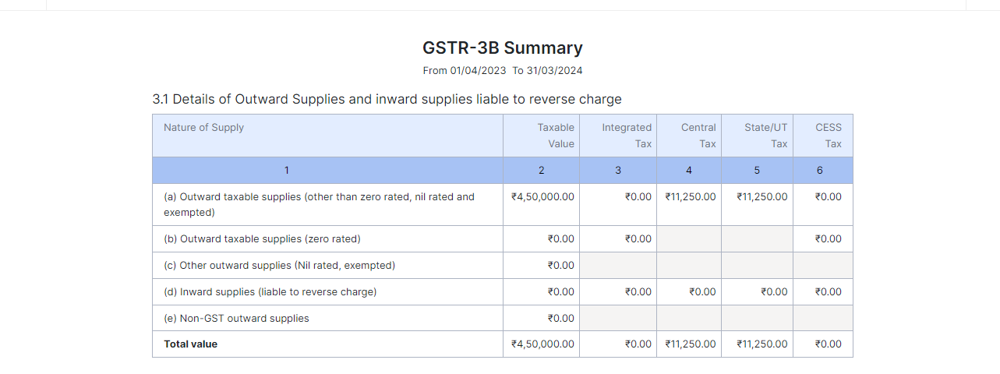 GSTR-3B Summary
From 01/04/2023 To 31/03/2024
3.1 Details of Outward Supplies and inward supplies liable to reverse charge
Nature of Supply Taxable Value Integrated Tax Central Tax State/UT Tax CESS Tax
1 2 3 4 5 6
(a) Outward taxable supplies (other than zero rated, nil rated and exempted) ₹4,50,000.00 ₹0.00 ₹11,250.00 ₹11,250.00 ₹0.00
(b) Outward taxable supplies (zero rated) ₹0.00 ₹0.00 ₹0.00
(c) Other outward supplies (Nil rated, exempted) ₹0.00
(d) Inward supplies (liable to reverse charge) ₹0.00 ₹0.00 ₹0.00 ₹0.00 ₹0.00
(e) Non-GST outward supplies ₹0.00
Total value ₹4,50,000.00 ₹0.00 ₹11,250.00 ₹11,250.00 ₹0.00